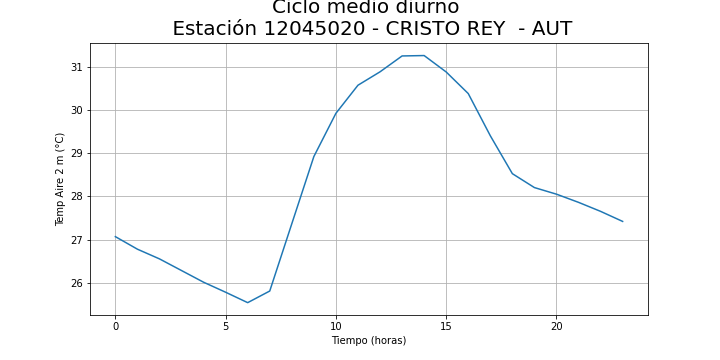 Ciclo medio diurno
Estación 12045020 - CRISTO REY  - AUT
Temp Aire 2 m (°C)
31
30
29
28
27
26
0 5 10 15 20
Tiempo (horas)